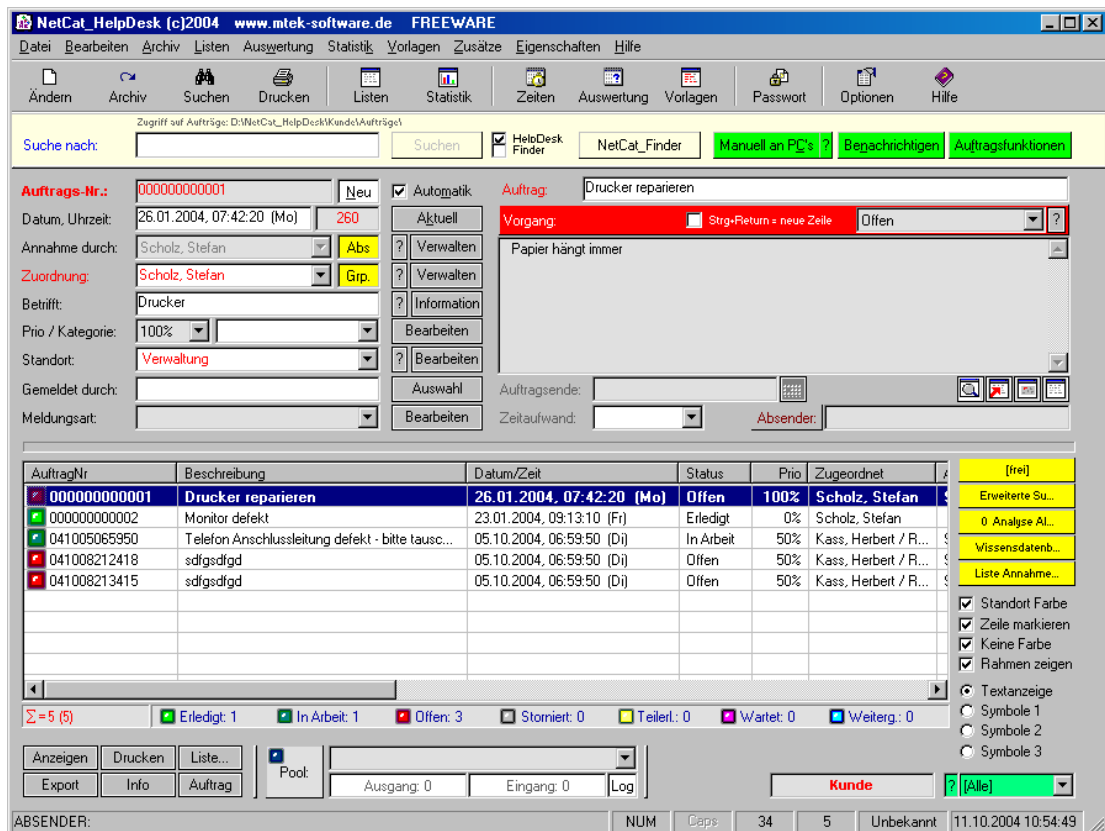 NetCat_HelpDesk (c)2004 www.mtek-software.de FREEWARE
Datei Bearbeiten Archiv Listen Auswertung Statistik Vorlagen Zusätze Eigenschaften Hilfe
Ändern Archiv Suchen Drucken Listen Statistik Zeiten Auswertung Vorlagen Passwort Optionen Hilfe
Zugriff auf Aufträge: D:\NetCat_HelpDesk\Kunde\Aufträge\
Suche nach: Suchen HelpDesk Finder NetCat_Finder Manuell an PC's ? Benachrichtigen Auftragsfunktionen
Auftrags-Nr.: 000000000001 Neu Automatik Auftrag: Drucker reparieren
Datum, Uhrzeit: 26.01.2004, 07:42:20 (Mo) 260 Aktuell Vorgang: Strg+Return = neue Zeile Offen ?
Annahme durch: Scholz, Stefan Abs ? Verwalten Papier hängt immer
Zuordnung: Scholz, Stefan Grp. ? Verwalten
Betrifft: Drucker ? Information
Prio / Kategorie: 100% Bearbeiten
Standort: Verwaltung ? Bearbeiten
Gemeldet durch: Auswahl Auftragsende:
Meldungsart: Bearbeiten Zeitaufwand: Absender:
AuftragNr Beschreibung Datum/Zeit Status Prio Zugeordnet
000000000001 Drucker reparieren 26.01.2004, 07:42:20 (Mo) Offen 100% Scholz, Stefan
000000000002 Monitor defekt 23.01.2004, 09:13:10 (Fr) Erledigt 0% Scholz, Stefan
041005065950 Telefon Anschlussleitung defekt - bitte tausc... 05.10.2004, 06:59:50 (Di) In Arbeit 50% Kass, Herbert / R...
041008212418 sdfgsdfgd 05.10.2004, 06:59:50 (Di) Offen 50% Kass, Herbert / R...
041008213415 sdfgsdfgd 05.10.2004, 06:59:50 (Di) Offen 50% Kass, Herbert / R...
[frei]
Erweiterte Su...
0 Analyse Al...
Wissensdatenb...
Liste Annahme...
Standort Farbe
Zeile markieren
Keine Farbe
Rahmen zeigen
Textanzeige
Symbole 1
Symbole 2
Symbole 3
Σ = 5 (5) Erledigt: 1 In Arbeit: 1 Offen: 3 Storniert: 0 Teilerl.: 0 Wartet: 0 Weiterg.: 0
Anzeigen Drucken Liste... Pool:
Export Info Auftrag Ausgang: 0 Eingang: 0 Log Kunde ? [Alle]
ABSENDER: NUM Caps 34 5 Unbekannt 11.10.2004 10:54:49